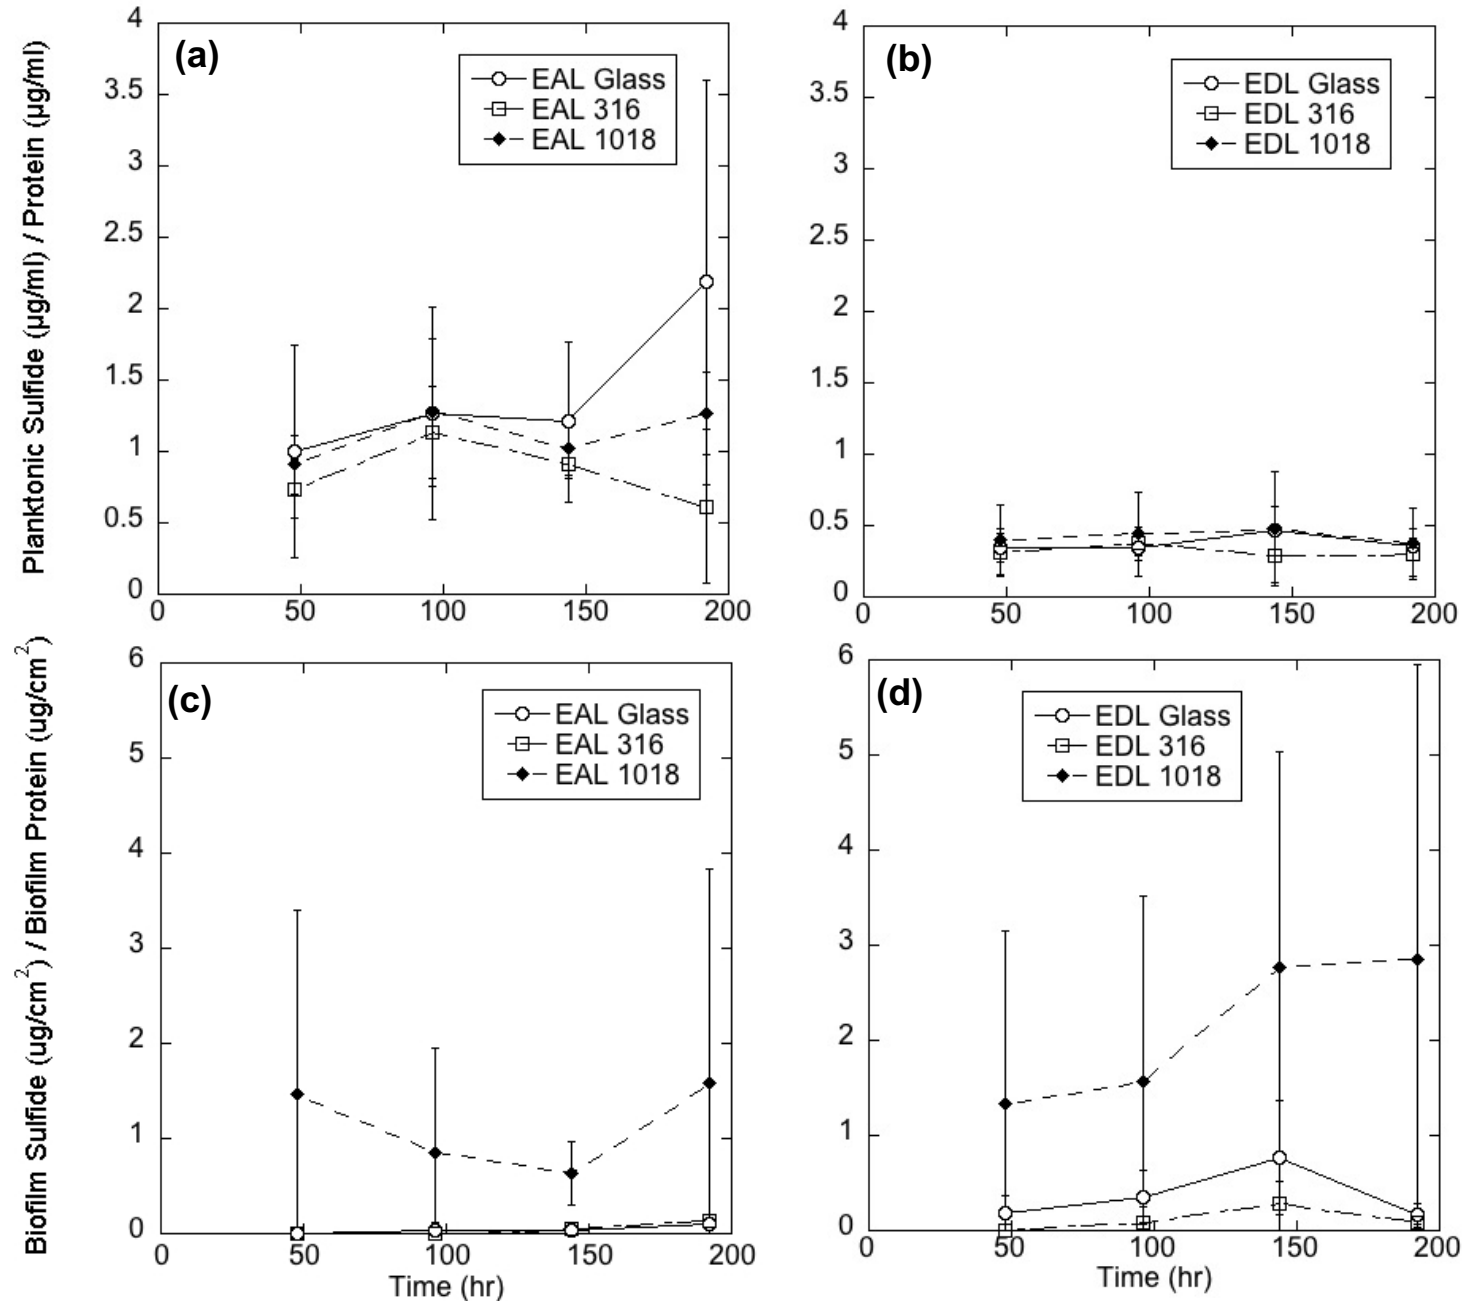 Planktonic Sulfide (µg/ml) / Protein (µg/ml)
(a)
EAL Glass
EAL 316
EAL 1018
4
3.5
3
2.5
2
1.5
1
0.5
0
0 50 100 150 200
(b)
EDL Glass
EDL 316
EDL 1018
4
3.5
3
2.5
2
1.5
1
0.5
0
0 50 100 150 200
Biofilm Sulfide (ug/cm²) / Biofilm Protein (ug/cm²)
(c)
EAL Glass
EAL 316
EAL 1018
6
5
4
3
2
1
0
0 50 100 150 200
Time (hr)
(d)
EDL Glass
EDL 316
EDL 1018
6
5
4
3
2
1
0
0 50 100 150 200
Time (hr)